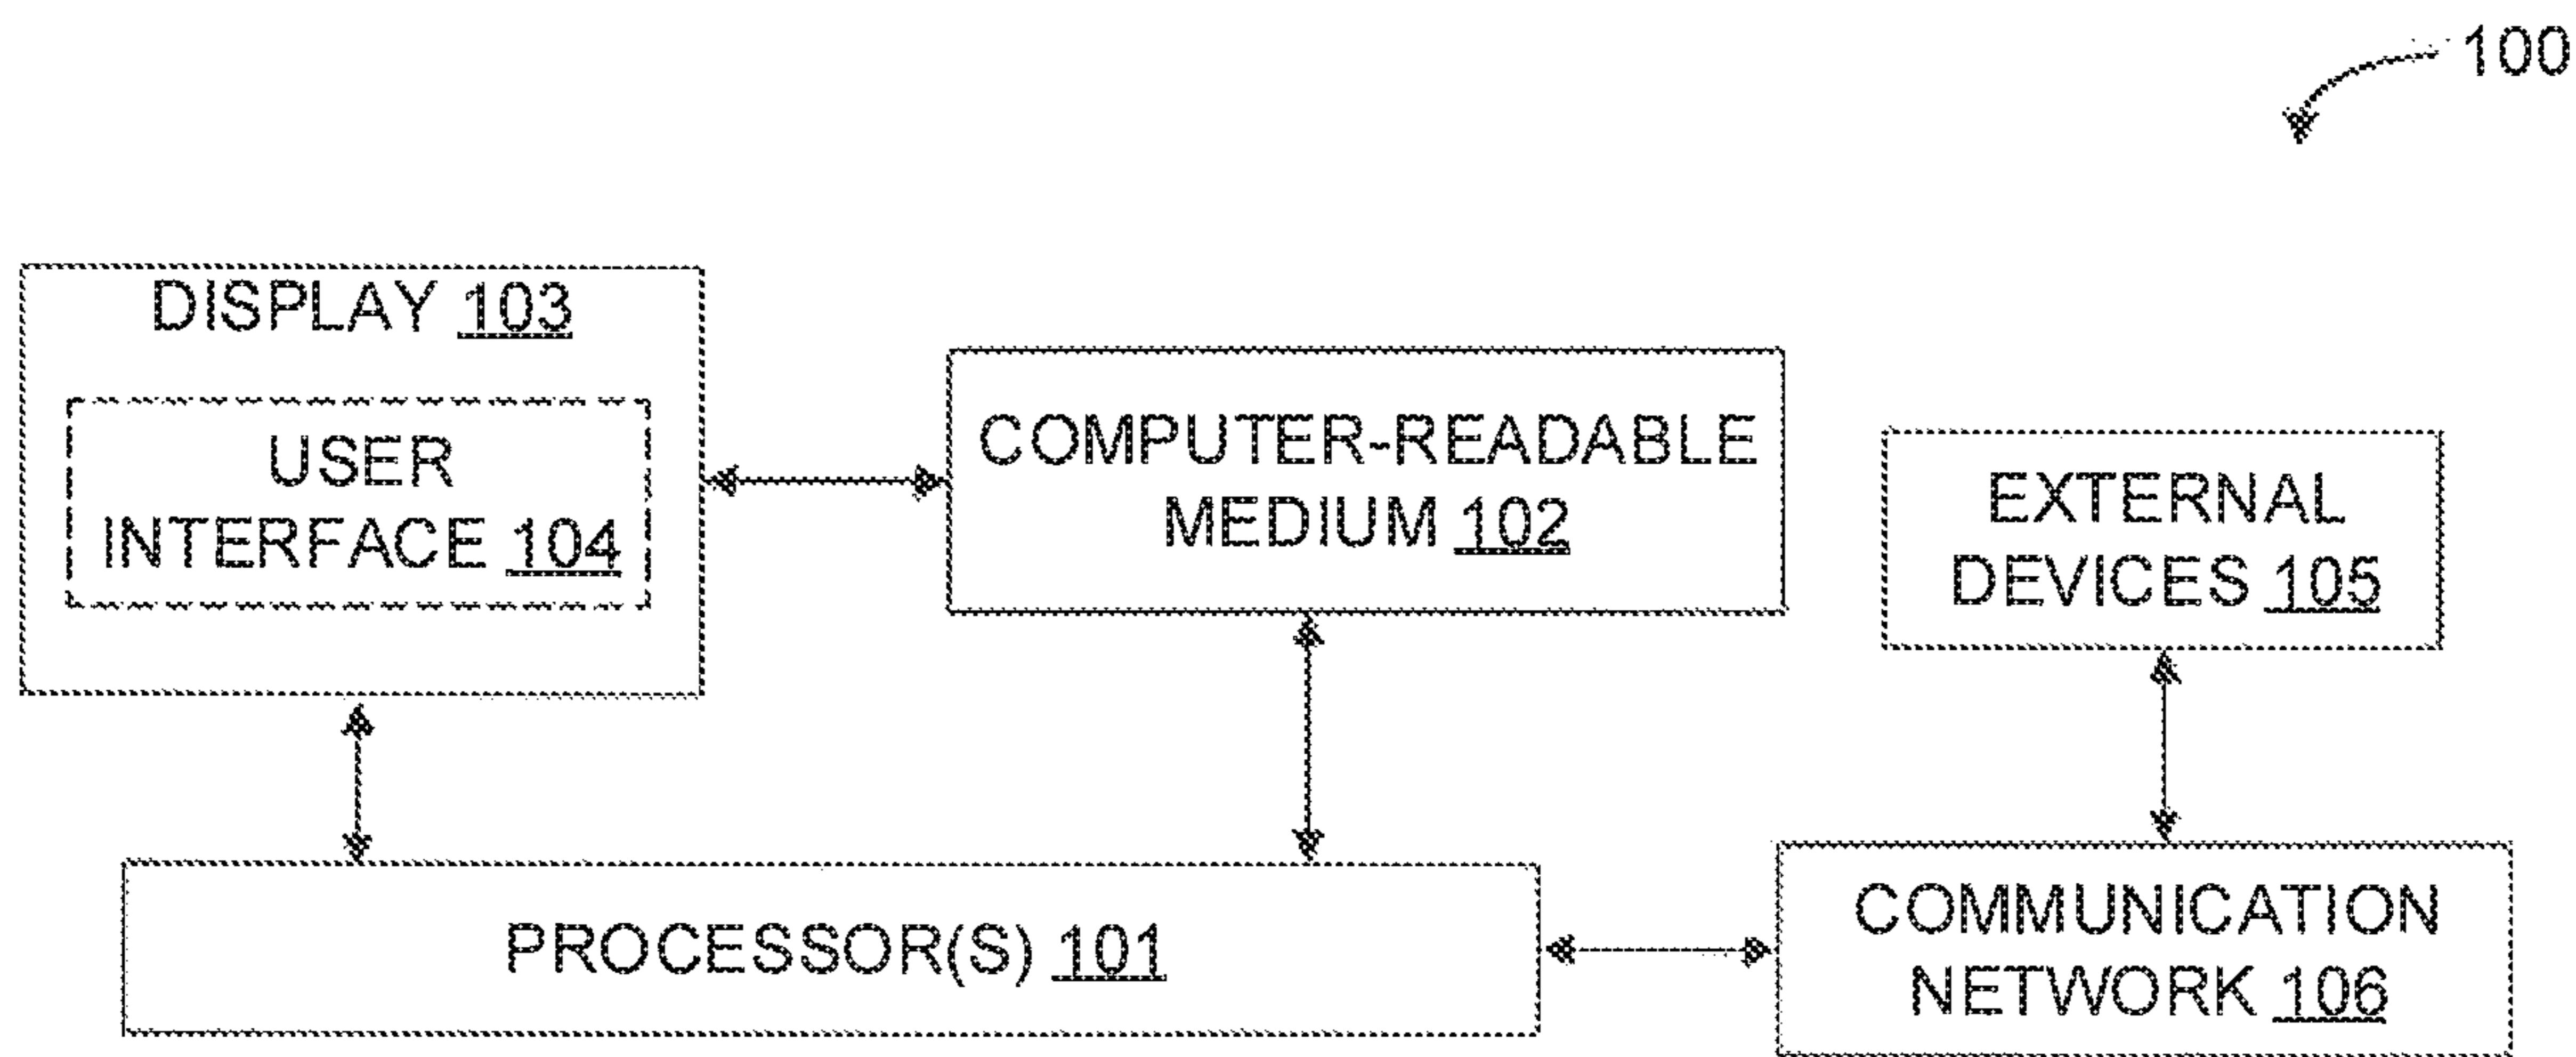 100
DISPLAY 103
USER
INTERFACE 104
COMPUTER-READABLE
MEDIUM 102
EXTERNAL
DEVICES 105
PROCESSOR(S) 101
COMMUNICATION
NETWORK 106